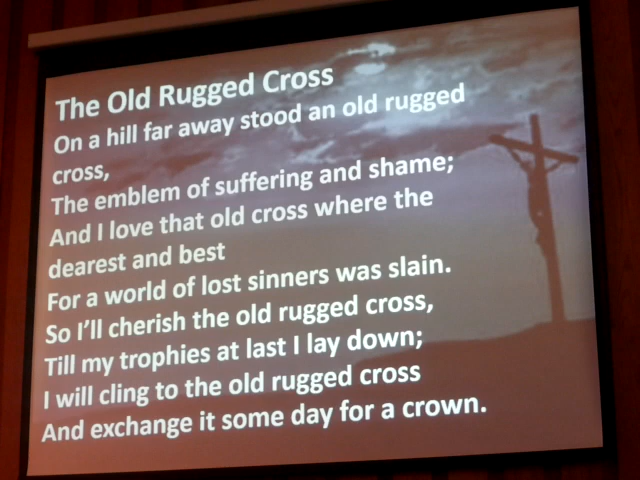 The Old Rugged Cross
On a hill far away stood an old rugged
cross,
The emblem of suffering and shame;
And I love that old cross where the
dearest and best
For a world of lost sinners was slain.
So I'll cherish the old rugged cross,
Till my trophies at last I lay down;
I will cling to the old rugged cross
And exchange it some day for a crown.